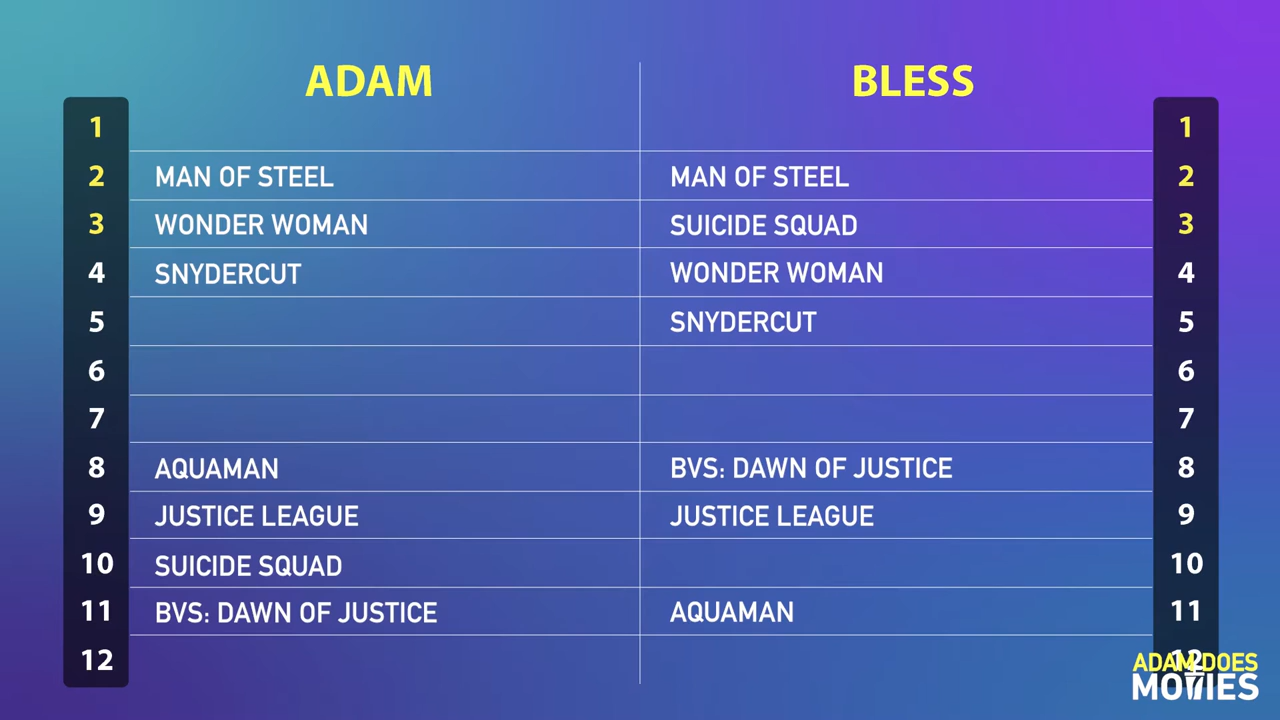 ADAM BLESS
1 1
2 MAN OF STEEL MAN OF STEEL 2
3 WONDER WOMAN SUICIDE SQUAD 3
4 SNYDERCUT WONDER WOMAN 4
5 SNYDERCUT 5
6 6
7 7
8 AQUAMAN BVS: DAWN OF JUSTICE 8
9 JUSTICE LEAGUE JUSTICE LEAGUE 9
10 SUICIDE SQUAD 10
11 BVS: DAWN OF JUSTICE AQUAMAN 11
12 12
ADAM DOES
MOVIES